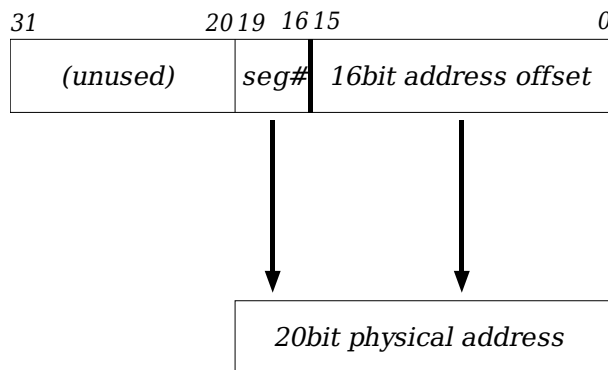 31 20 19 16 15 0
(unused) seg# 16bit address offset
20bit physical address